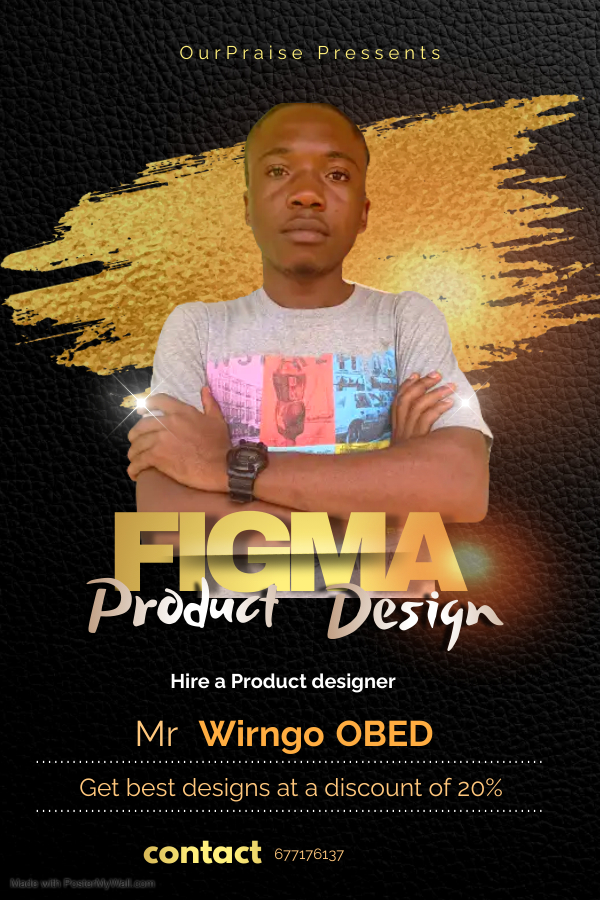 OurPraise Pressents
FIGMA
Product Design
Hire a Product designer
Mr Wirngo OBED
Get best designs at a discount of 20%
contact 677176137
Made with PosterMyWall.com